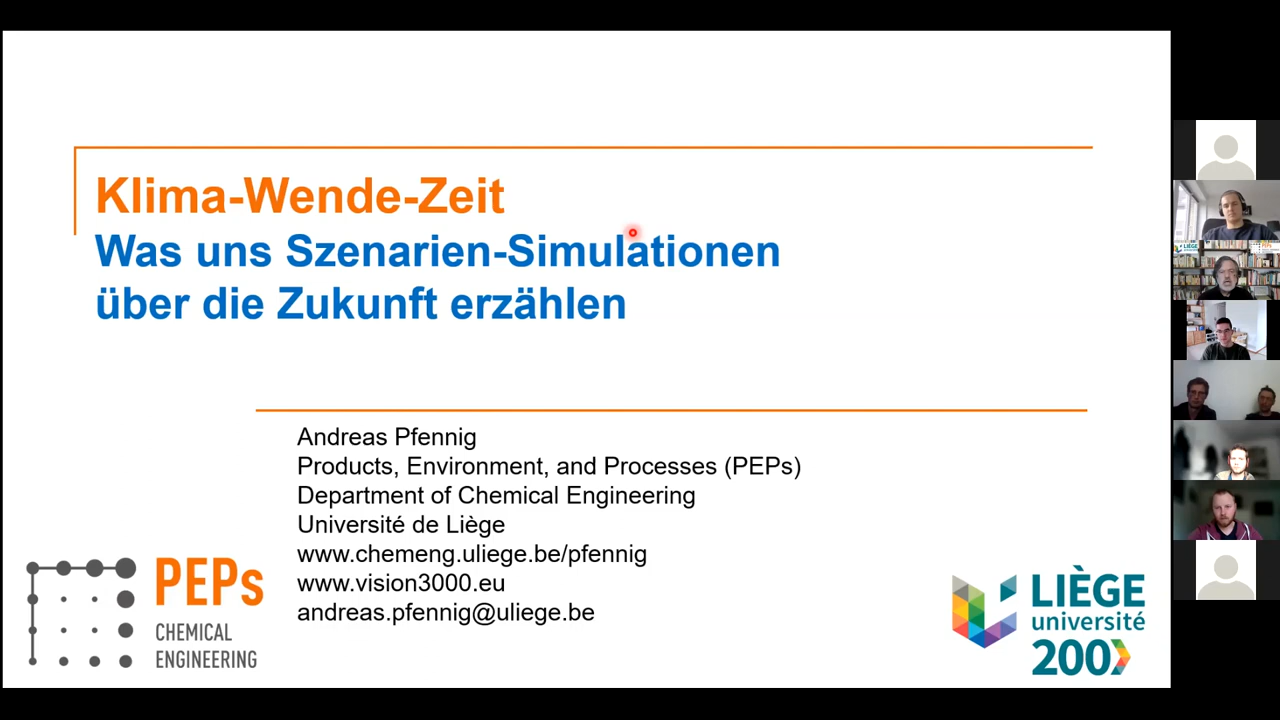 Klima-Wende-Zeit
Was uns Szenarien-Simulationen
über die Zukunft erzählen
Andreas Pfennig
Products, Environment, and Processes (PEPs)
Department of Chemical Engineering
Université de Liège
www.chemeng.uliege.be/pfennig
www.vision3000.eu
andreas.pfennig@uliege.be
PEPs
CHEMICAL
ENGINEERING
LIÈGE
université
200
LIÈGE
PEPs